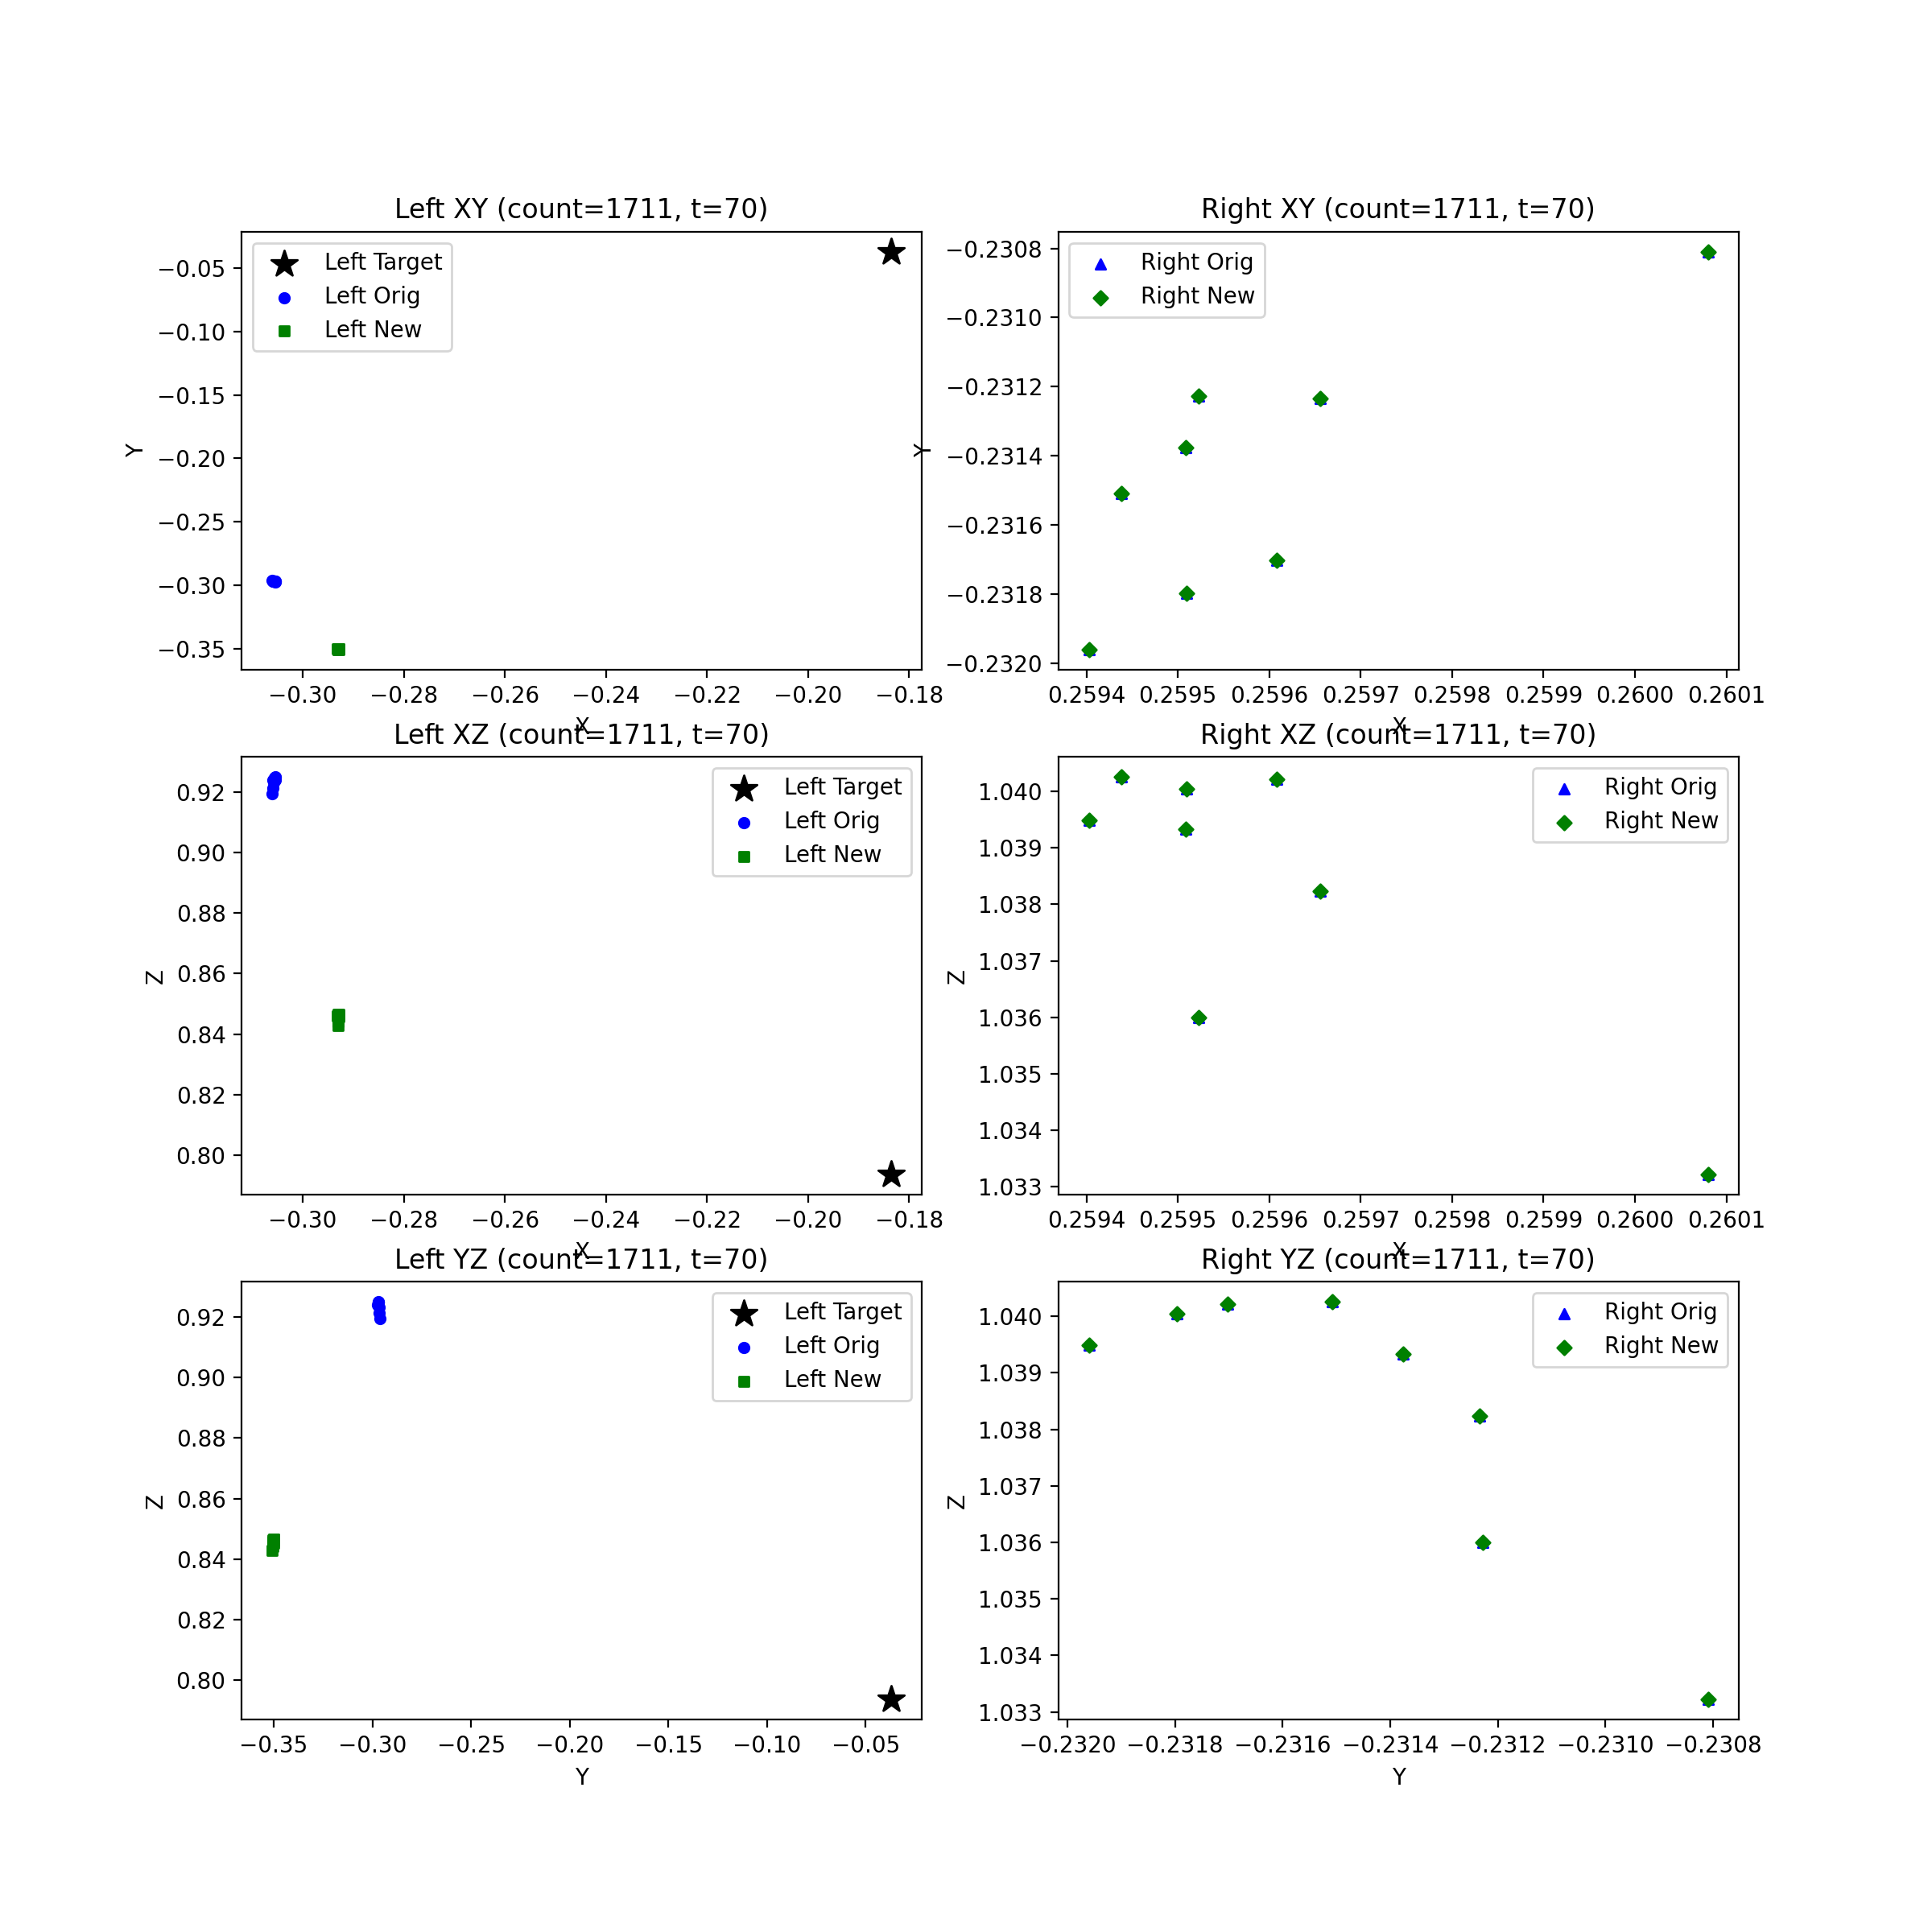 Left XY (count=1711, t=70)
Left Target
Left Orig
Left New
−0.05
−0.10
−0.15
−0.20
−0.25
−0.30
−0.35
Y
−0.30 −0.28 −0.26 −0.24 −0.22 −0.20 −0.18
X
Right XY (count=1711, t=70)
Right Orig
Right New
−0.2308
−0.2310
−0.2312
−0.2314
−0.2316
−0.2318
−0.2320
Y
0.2594 0.2595 0.2596 0.2597 0.2598 0.2599 0.2600 0.2601
X
Left XZ (count=1711, t=70)
Left Target
Left Orig
Left New
0.92
0.90
0.88
0.86
0.84
0.82
0.80
Z
−0.30 −0.28 −0.26 −0.24 −0.22 −0.20 −0.18
X
Right XZ (count=1711, t=70)
Right Orig
Right New
1.040
1.039
1.038
1.037
1.036
1.035
1.034
1.033
Z
0.2594 0.2595 0.2596 0.2597 0.2598 0.2599 0.2600 0.2601
X
Left YZ (count=1711, t=70)
Left Target
Left Orig
Left New
0.92
0.90
0.88
0.86
0.84
0.82
0.80
Z
−0.35 −0.30 −0.25 −0.20 −0.15 −0.10 −0.05
Y
Right YZ (count=1711, t=70)
Right Orig
Right New
1.040
1.039
1.038
1.037
1.036
1.035
1.034
1.033
Z
−0.2320 −0.2318 −0.2316 −0.2314 −0.2312 −0.2310 −0.2308
Y